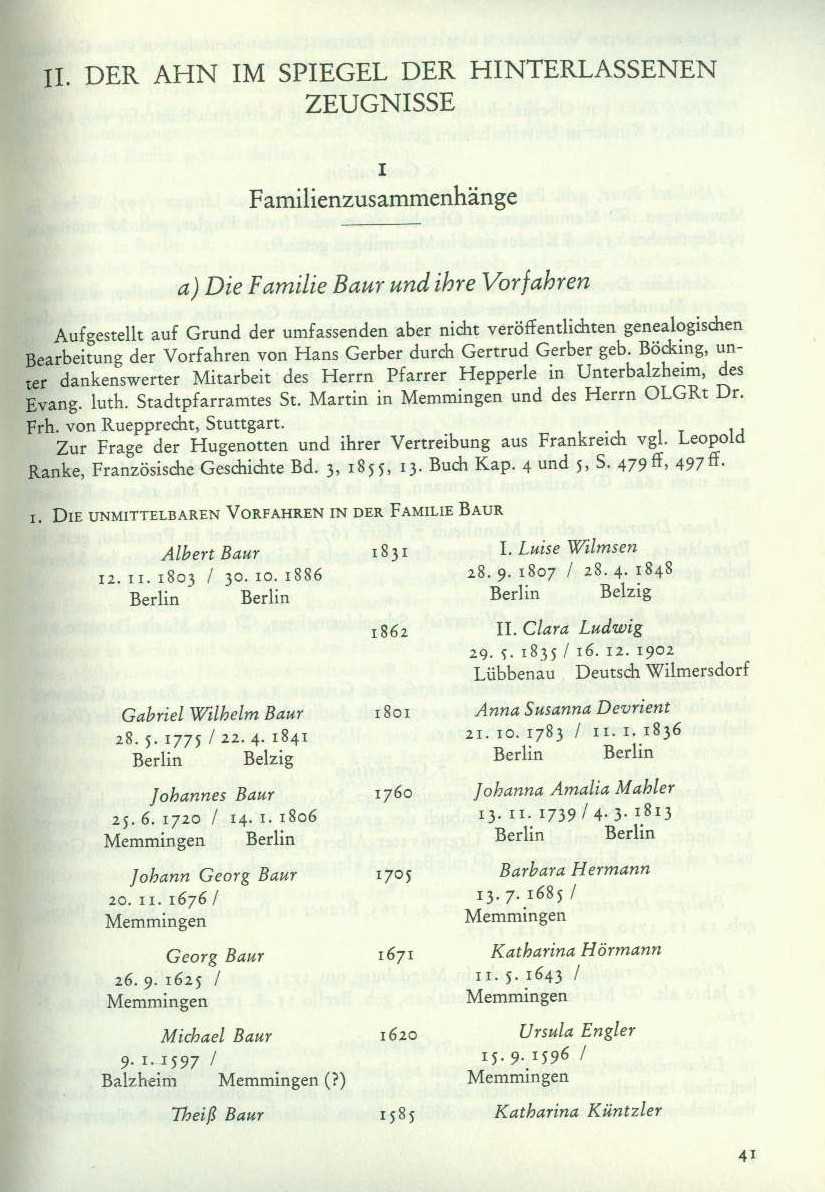 II. DER AHN IM SPIEGEL DER HINTERLASSENEN
ZEUGNISSE
I
Familienzusammenhänge
a) Die Familie Baur und ihre Vorfahren
Aufgestellt auf Grund der umfassenden aber nicht veröffentlichten genealogischen
Bearbeitung der Vorfahren von Hans Gerber durch Gertrud Gerber geb. Böcking, un-
ter dankenswerter Mitarbeit des Herrn Pfarrer Hepperle in Unterbalzheim, des
Evang. luth. Stadtpfarramtes St. Martin in Memmingen und des Herrn OLGRt Dr.
Frh. von Ruepprecht, Stuttgart.
Zur Frage der Hugenotten und ihrer Vertreibung aus Frankreich vgl. Leopold
Ranke, Französische Geschichte Bd. 3, 1855, 13. Buch Kap. 4 und 5, S. 479 ff, 497 ff.
1. DIE UNMITTELBAREN VORFAHREN IN DER FAMILIE BAUR
Albert Baur 1831 I. Luise Wilmsen
12. 11. 1803 / 30. 10. 1886 28. 9. 1807 / 28. 4. 1848
Berlin Berlin Berlin Belzig
1862 II. Clara Ludwig
29. 5. 1835 / 16. 12. 1902
Lübbenau Deutsch Wilmersdorf
Gabriel Wilhelm Baur 1801 Anna Susanna Devrient
28. 5. 1775 / 22. 4. 1841 21. 10. 1783 / 11. 1. 1836
Berlin Belzig Berlin Berlin
Johannes Baur 1760 Johanna Amalia Mahler
25. 6. 1720 / 14. 1. 1806 13. 11. 1739 / 4. 3. 1813
Memmingen Berlin Berlin Berlin
Johann Georg Baur 1705 Barbara Hermann
20. 11. 1676 / 13. 7. 1685 /
Memmingen Memmingen
Georg Baur 1671 Katharina Hörmann
26. 9. 1625 / 11. 5. 1643 /
Memmingen Memmingen
Michael Baur 1620 Ursula Engler
9. 1. 1597 / 15. 9. 1596 /
Balzheim Memmingen (?) Memmingen
Theiß Baur 1585 Katharina Küntzler
41